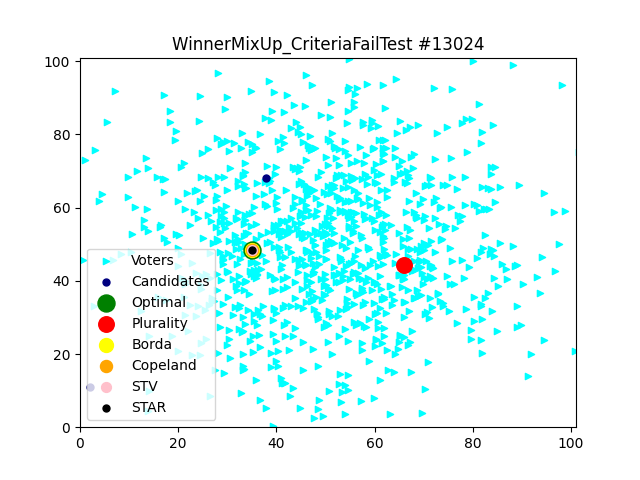 WinnerMixUp_CriteriaFailTest #13024
100
80
60
40
20
0
0
20
40
60
80
100
Voters
Candidates
Optimal
Plurality
Borda
Copeland
STV
STAR